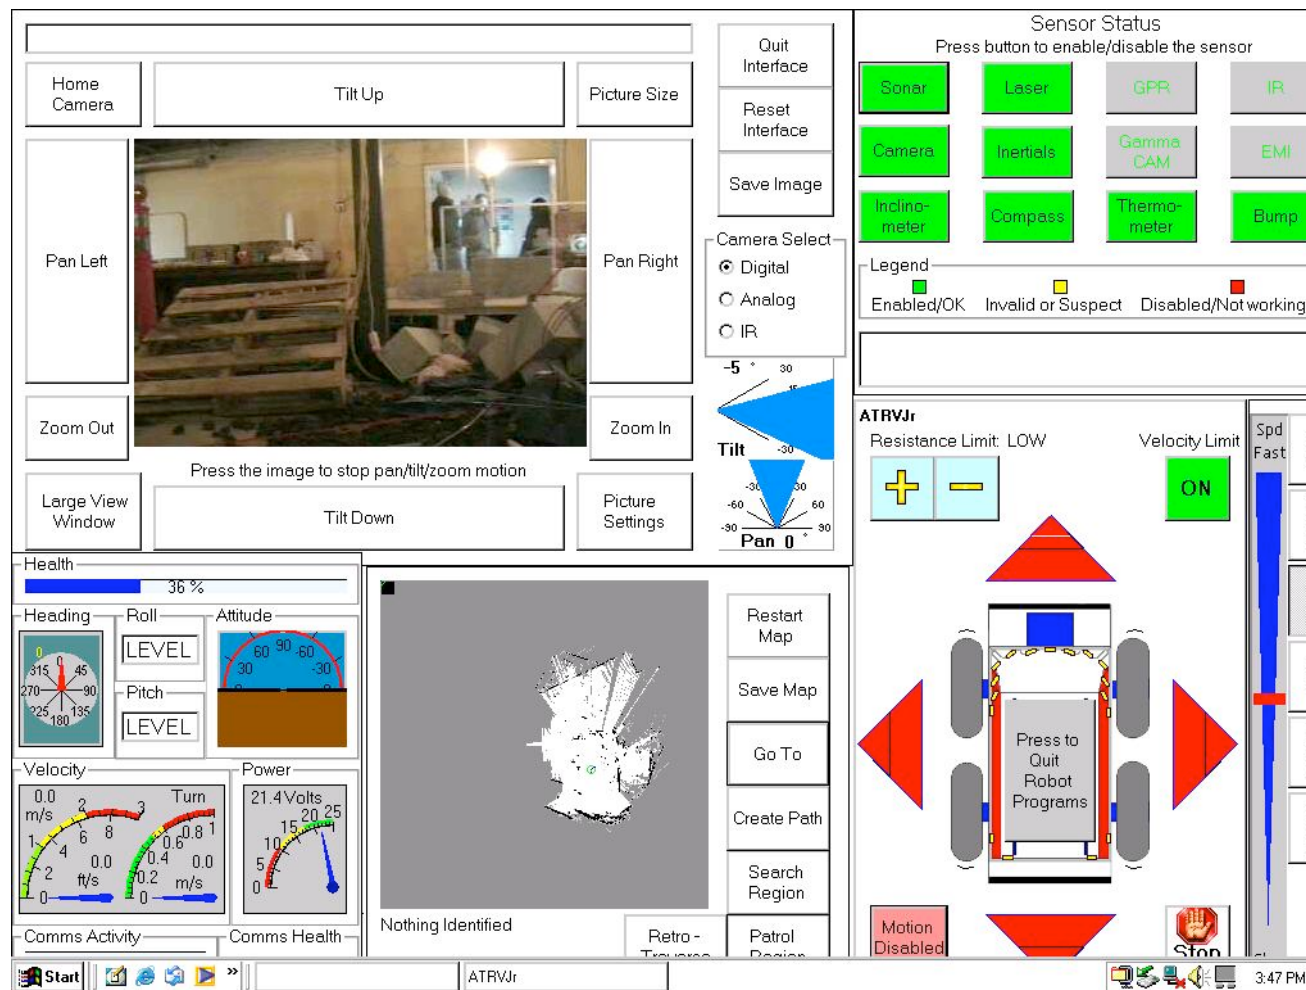 Quit
Interface
Home
Camera
Tilt Up
Picture Size
Reset
Interface
Save Image
Pan Left
Pan Right
Camera Select
Digital
Analog
IR
-5 °
30
15
Tilt
-30
Zoom Out
Zoom In
Press the image to stop pan/tilt/zoom motion
Large View
Window
Tilt Down
Picture
Settings
-30
30
-60
60
-90
90
Pan 0 °
Sensor Status
Press button to enable/disable the sensor
Sonar
Laser
GPR
IR
Camera
Inertials
Gamma
CAM
EMI
Inclino-
meter
Compass
Thermo-
meter
Bump
Legend
Enabled/OK
Invalid or Suspect
Disabled/Not working
Health
36 %
Heading
0
0
45
90
135
180
225
270
315
Roll
LEVEL
Pitch
LEVEL
Attitude
0
30
60
90
-60
-30
0
Velocity
0.0
m/s
1
2
3
0
2
4
6
8
0.0
ft/s
Turn
0
0.2
0.4
0.6
0.8
1
0.0
m/s
Power
21.4 Volts
0
5
10
15
20
25
Comms Activity
Comms Health
Restart
Map
Save Map
Go To
Create Path
Search
Region
Nothing Identified
Retro -
Traverse
Patrol
Region
ATRVJr
Resistance Limit: LOW
Velocity Limit
ON
Press to
Quit
Robot
Programs
Motion
Disabled
Stop
Spd
Fast
Start
»
ATRVJr
3:47 PM